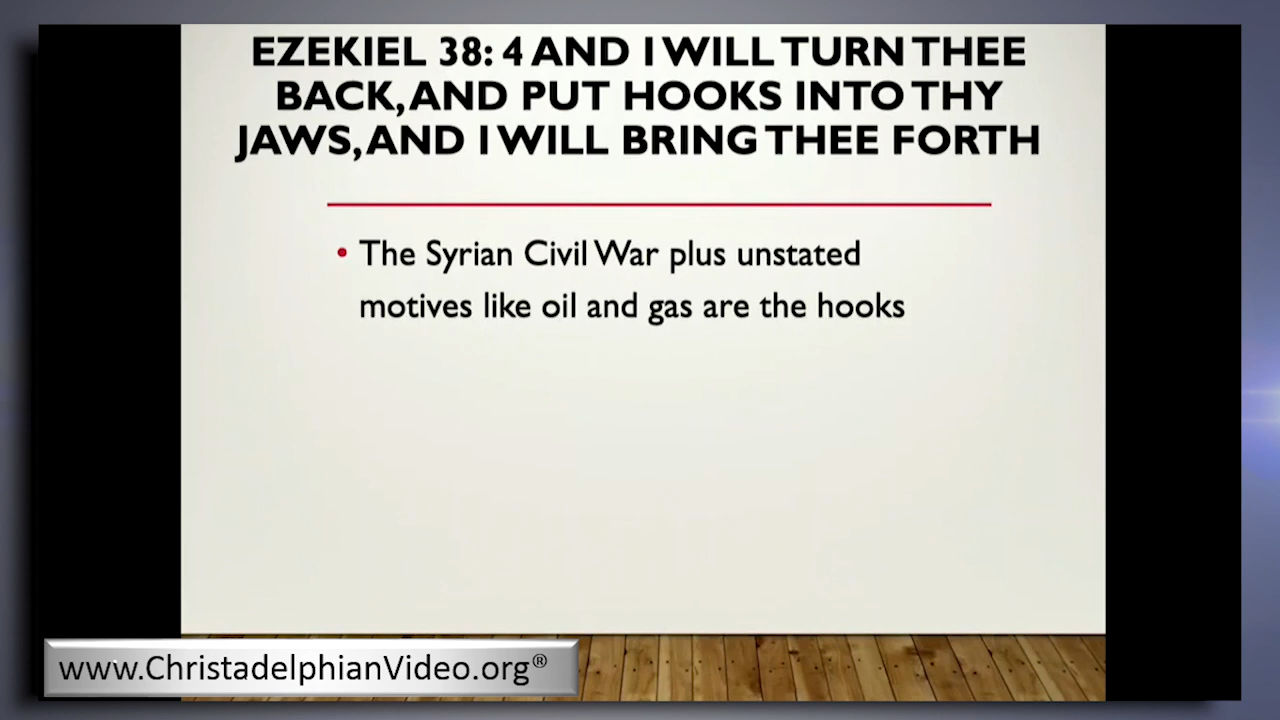 EZEKIEL 38: 4 AND I WILL TURN THEE
BACK, AND PUT HOOKS INTO THY
JAWS, AND I WILL BRING THEE FORTH
• The Syrian Civil War plus unstated
motives like oil and gas are the hooks
www.ChristadelphianVideo.org®